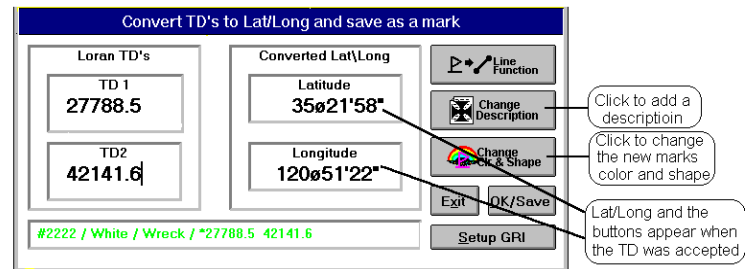 Convert TD's to Lat/Long and save as a mark
Loran TD's
TD 1
27788.5
TD2
42141.6
Converted Lat\Long
Latitude
35ø21'58"
Longitude
120ø51'22"
Line
Function
Change
Description
Change
Clr & Shape
Exit
OK/Save
Setup GRI
#2222 / White / Wreck / *27788.5 42141.6
Click to add a
descriptioin
Click to change
the new marks
color and shape
Lat/Long and the
buttons appear when
the TD was accepted